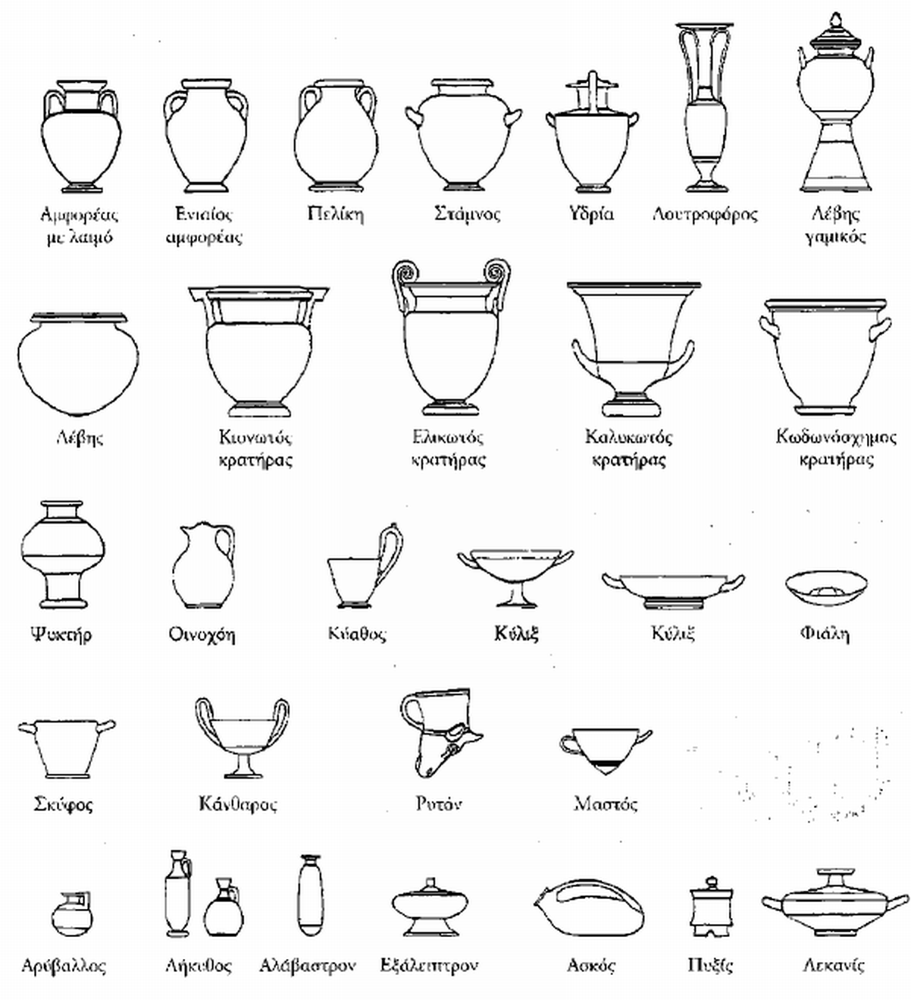 Αμφορέας Ενιαίος Πελίκη Στάμνος Υδρία Λουτροφόρος Λέβης
με λαιμό αμφορέας γαμικός
Λέβης Κιονωτός Ελικωτός Καλυκωτός Κωδωνόσχημος
κρατήρας κρατήρας κρατήρας κρατήρας
Ψυκτήρ Οινοχόη Κύαθος Κύλιξ Κύλιξ Φιάλη
Σκύφος Κάνθαρος Ρυτόν Μαστός
Αρύβαλλος Λήκυθος Αλάβαστρον Εξάλειπτρον Ασκός Πυξίς Λεκανίς